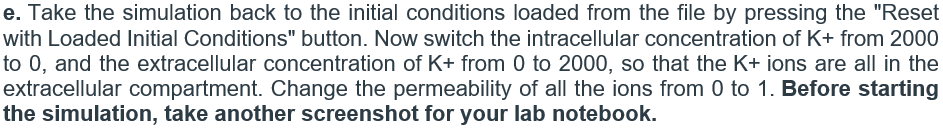 e. Take the simulation back to the initial conditions loaded from the file by pressing the "Reset
with Loaded Initial Conditions" button. Now switch the intracellular concentration of K+ from 2000
to 0, and the extracellular concentration of K+ from 0 to 2000, so that the K+ ions are all in the
extracellular compartment. Change the permeability of all the ions from 0 to 1. Before starting
the simulation, take another screenshot for your lab notebook.